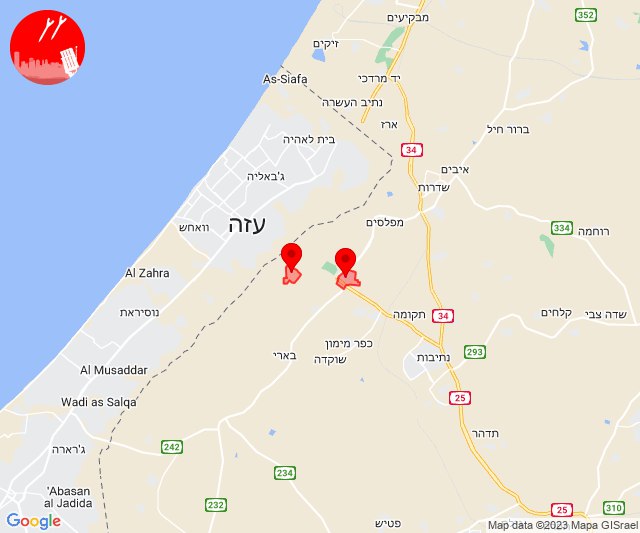 מבקיעים
352
זיקים
As-Siafa
יד מרדכי
נתיב העשרה
ארז
ברור חיל
בית לאהיה
34
איבים
ג'באליה
שדרות
עזה
וואחש
מפלסים
334
רוחמה
Al Zahra
נוסיראת
תקומה
34
שדה צבי
קלחים
כפר מימון
שוקדה
בארי
נתיבות
293
Al Musaddar
Wadi as Salqa
25
תדהר
242
ג'רארה
234
'Abasan
al Jadida
232
25
310
פטיש
Google
Map data ©2023 Mapa GISrael